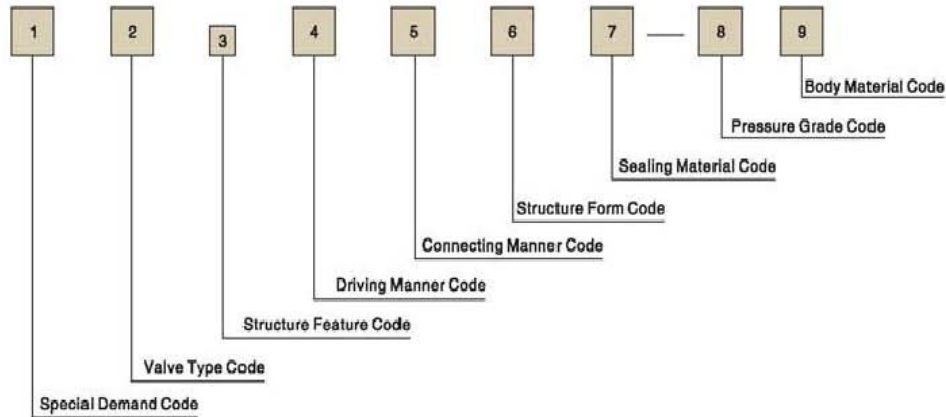 1 2 3 4 5 6 7 — 8 9
Body Material Code
Pressure Grade Code
Sealing Material Code
Structure Form Code
Connecting Manner Code
Driving Manner Code
Structure Feature Code
Valve Type Code
Special Demand Code